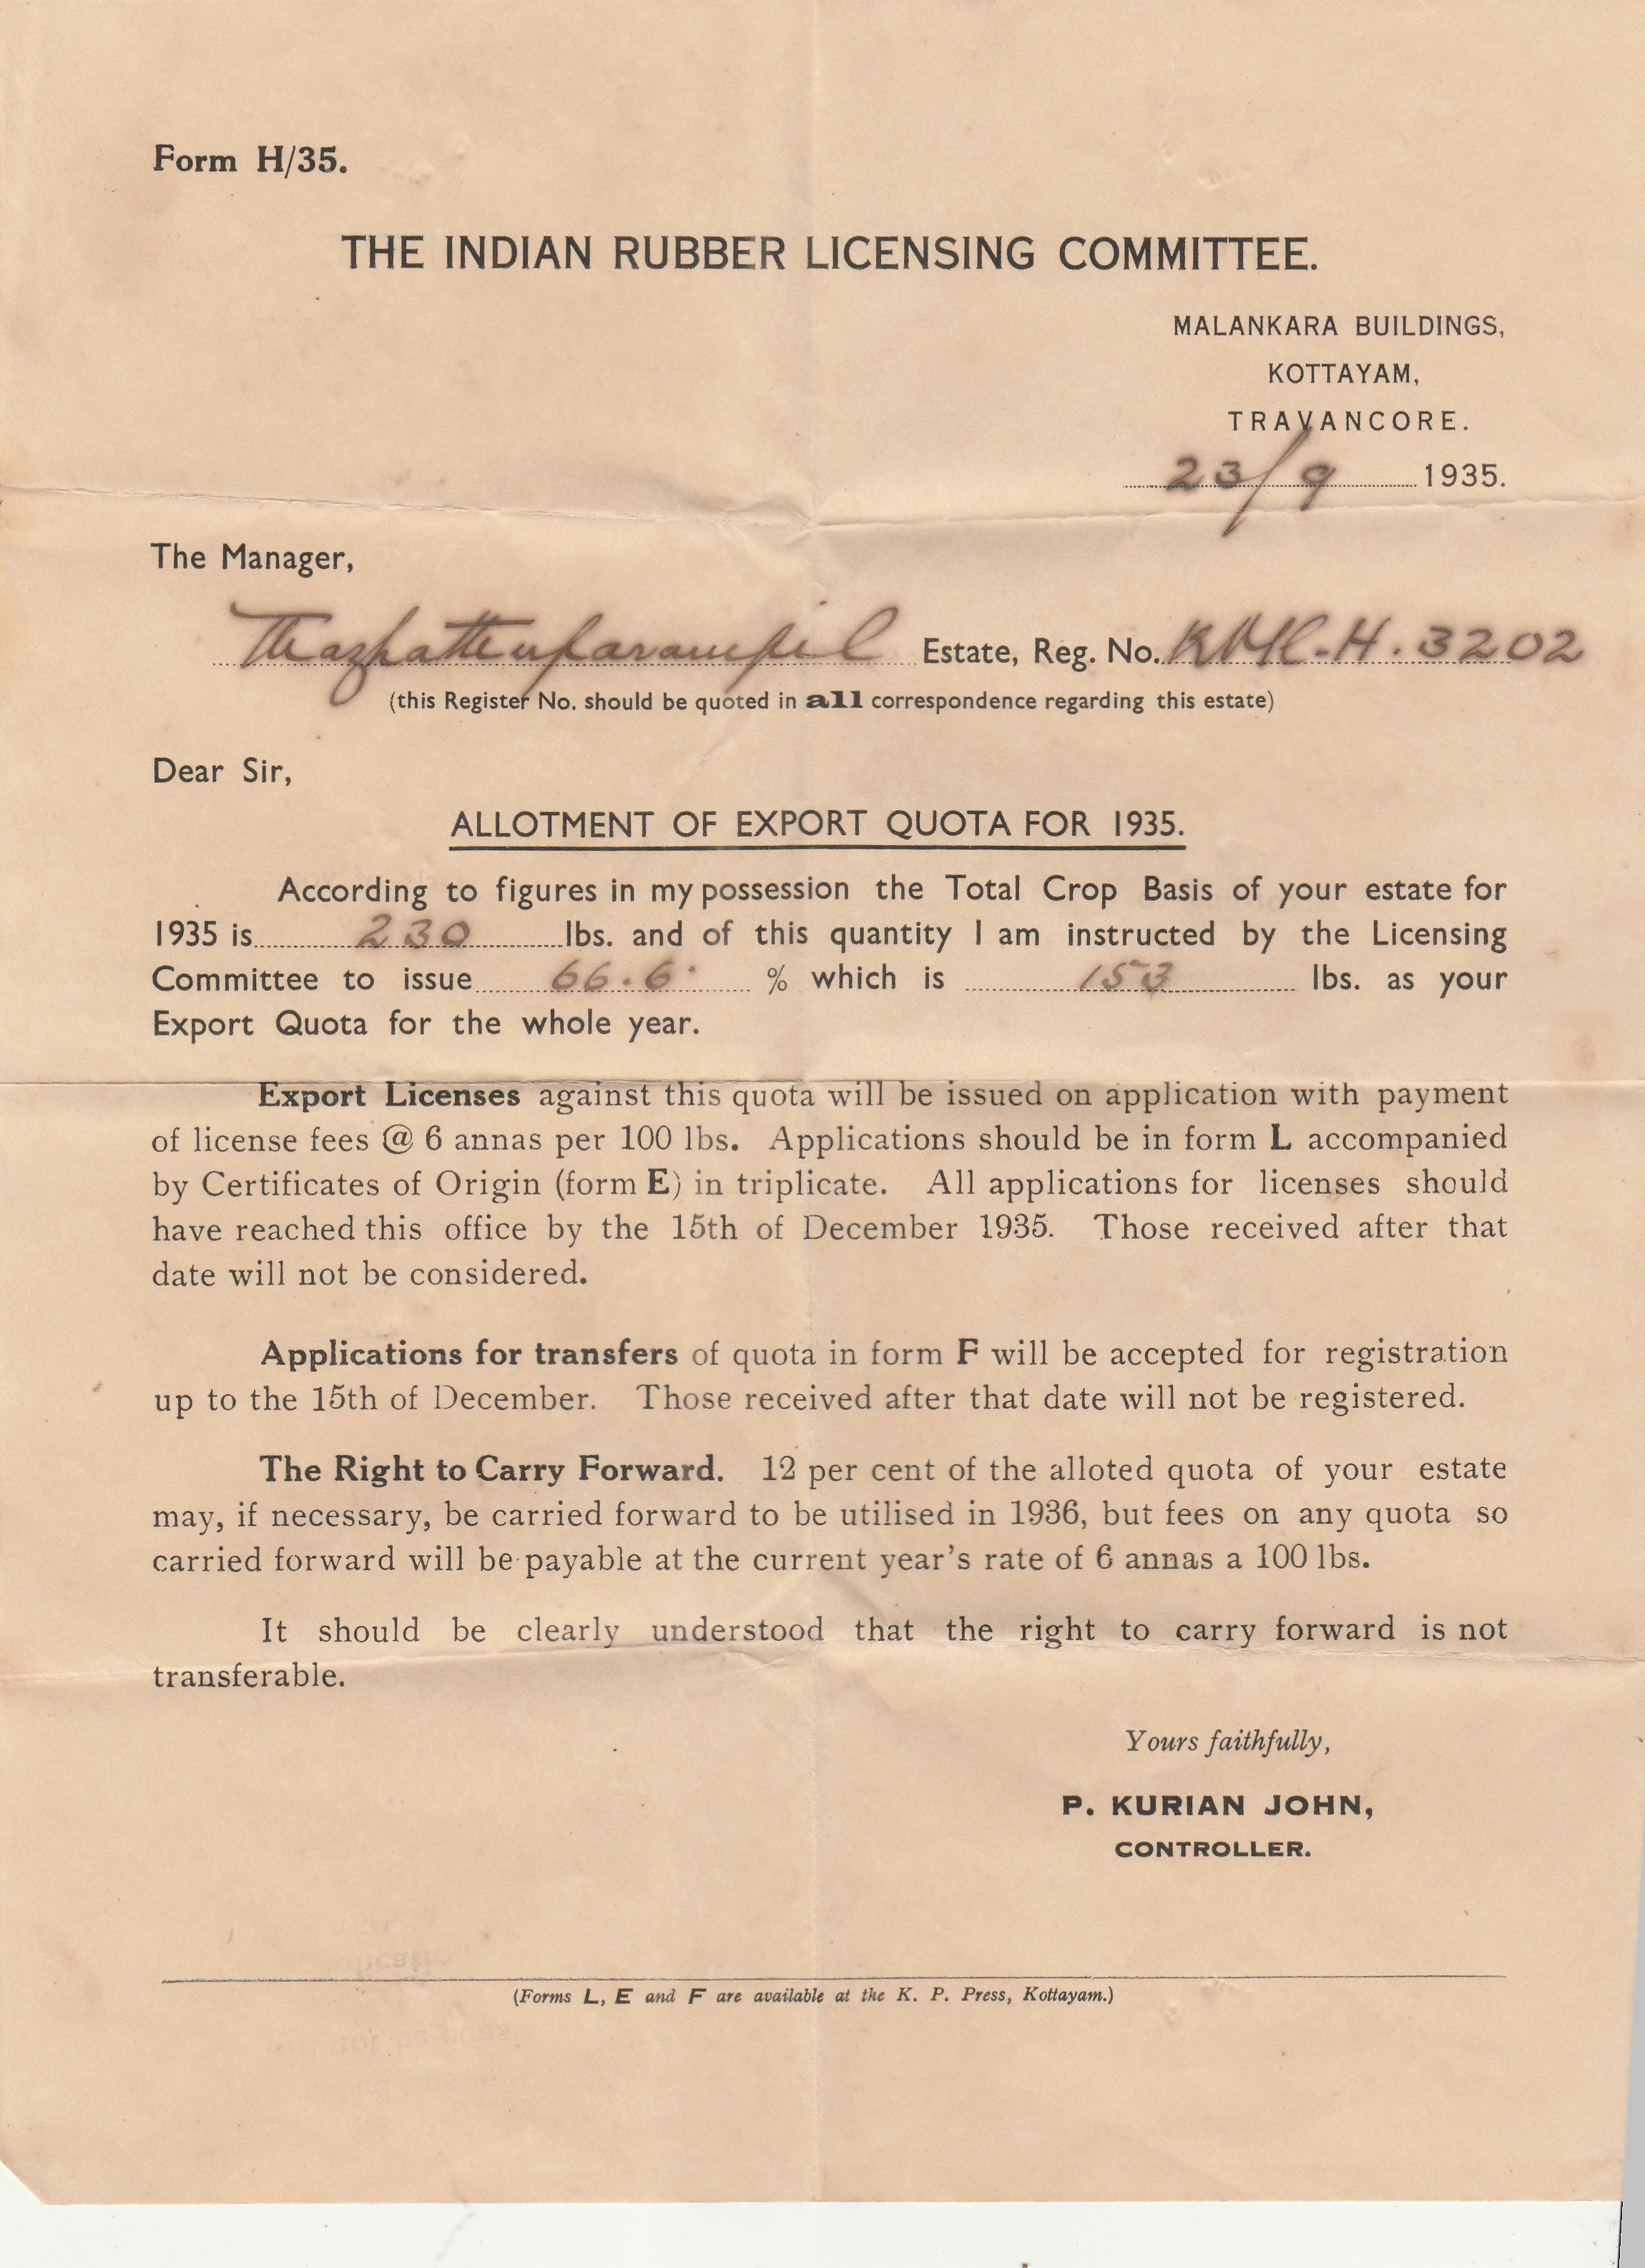 Form H/35.
THE INDIAN RUBBER LICENSING COMMITTEE.
MALANKARA BUILDINGS,
KOTTAYAM,
TRAVANCORE.
23/9 1935.
The Manager,
Thazhattenparampil Estate, Reg. No. H. 3202
(this Register No. should be quoted in all correspondence regarding this estate)
Dear Sir,
ALLOTMENT OF EXPORT QUOTA FOR 1935.
According to figures in my possession the Total Crop Basis of your estate for
1935 is 230 lbs. and of this quantity I am instructed by the Licensing
Committee to issue 66.6 % which is 153 lbs. as your
Export Quota for the whole year.
Export Licenses against this quota will be issued on application with payment
of license fees @ 6 annas per 100 lbs. Applications should be in form L accompanied
by Certificates of Origin (form E) in triplicate. All applications for licenses should
have reached this office by the 15th of December 1935. Those received after that
date will not be considered.
Applications for transfers of quota in form F will be accepted for registration
up to the 15th of December. Those received after that date will not be registered.
The Right to Carry Forward. 12 per cent of the alloted quota of your estate
may, if necessary, be carried forward to be utilised in 1936, but fees on any quota so
carried forward will be payable at the current year's rate of 6 annas a 100 lbs.
It should be clearly understood that the right to carry forward is not
transferable.
Yours faithfully,
P. KURIAN JOHN,
CONTROLLER.
(Forms L, E and F are available at the K. P. Press, Kottayam.)